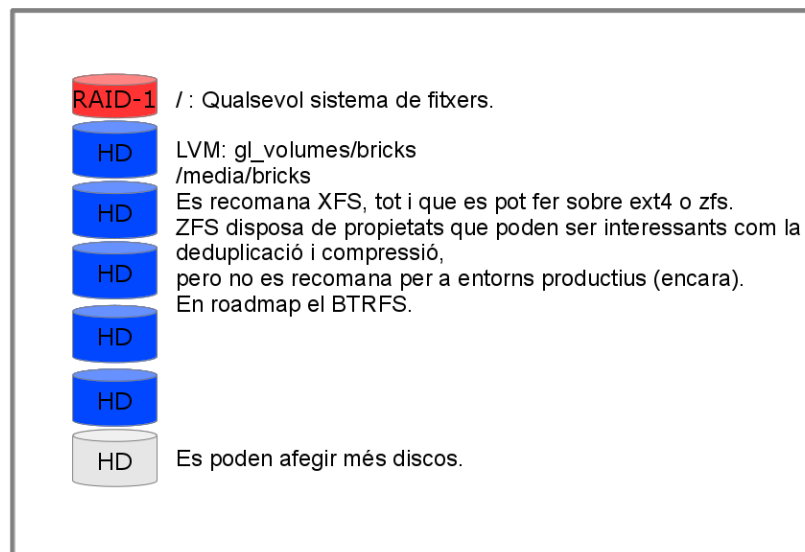 RAID-1
/ : Qualsevol sistema de fitxers.
HD
LVM: gl_volumes/bricks
/media/bricks
HD
Es recomana XFS, tot i que es pot fer sobre ext4 o zfs.
ZFS disposa de propietats que poden ser interessants com la
deduplicació i compressió,
HD
pero no es recomana per a entorns productius (encara).
En roadmap el BTRFS.
HD
HD
HD
Es poden afegir més discos.